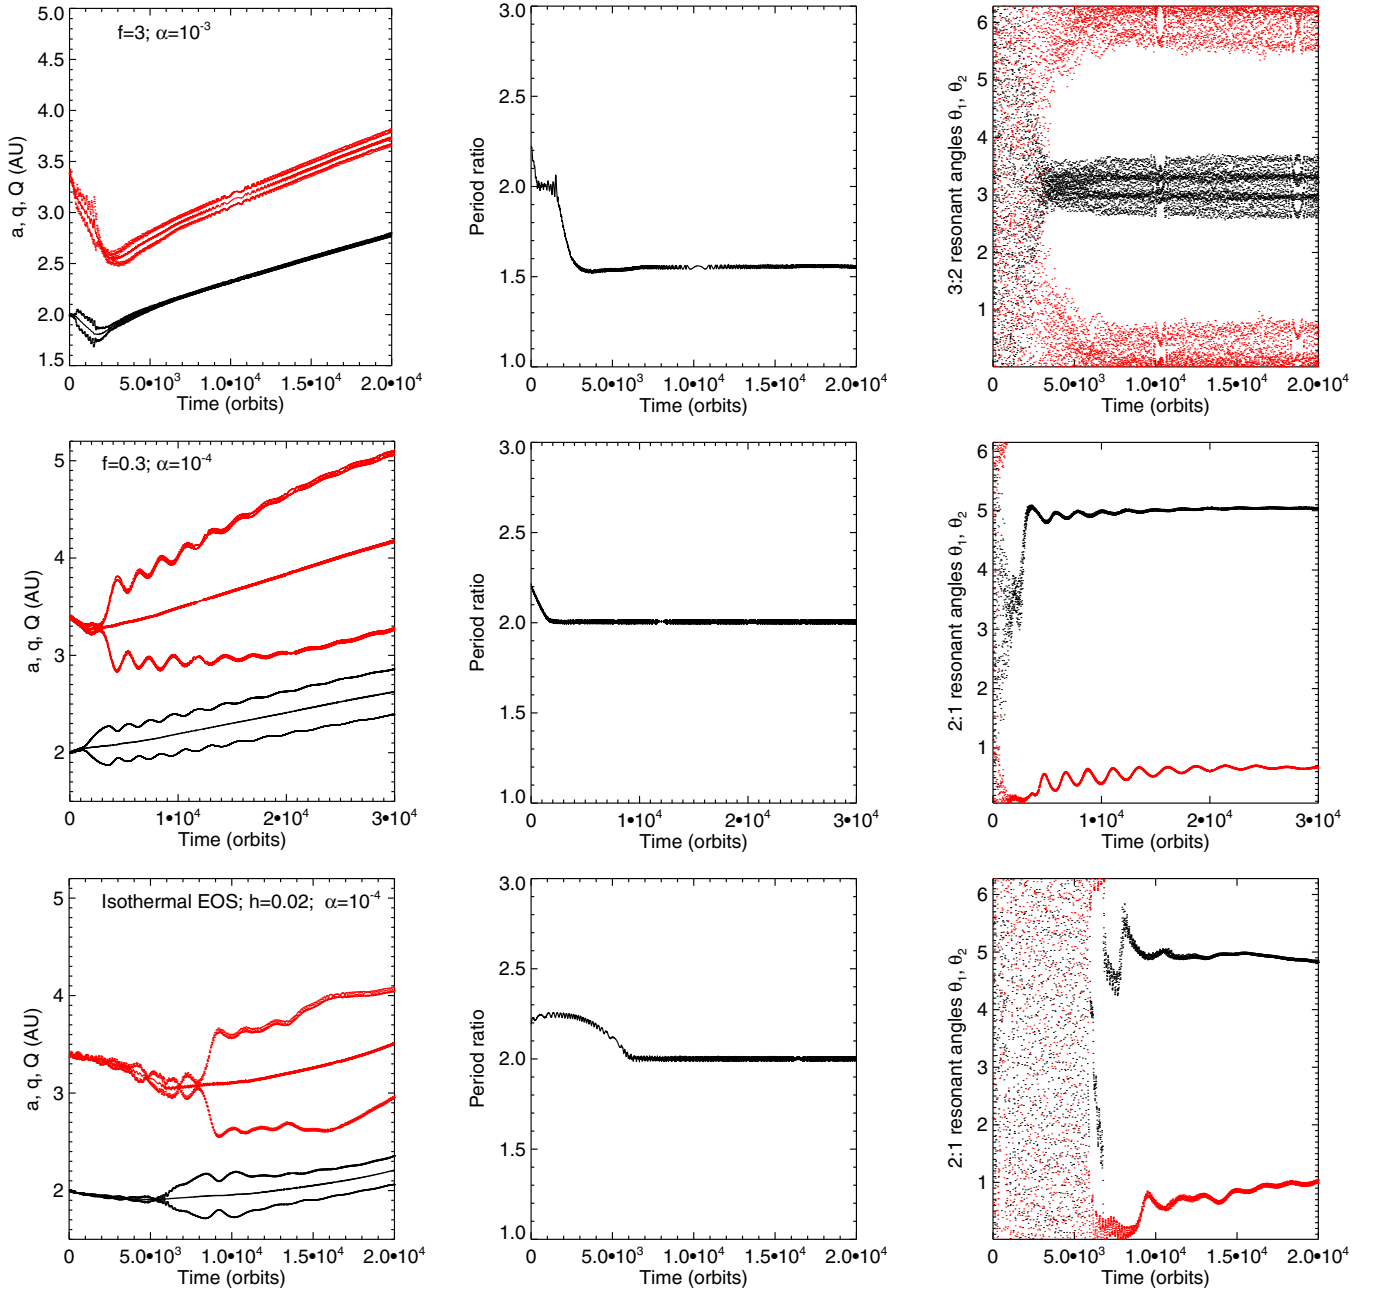 5.0
4.5
4.0
3.5
3.0
2.5
2.0
1.5
a, q, Q (AU)
f=3; α=10-3
0 5.0•10³ 1.0•10⁴ 1.5•10⁴ 2.0•10⁴
Time (orbits)
3.0
2.5
2.0
1.5
1.0
Period ratio
0 5.0•10³ 1.0•10⁴ 1.5•10⁴ 2.0•10⁴
Time (orbits)
6
5
4
3
2
1
3:2 resonant angles θ₁, θ₂
0 5.0•10³ 1.0•10⁴ 1.5•10⁴ 2.0•10⁴
Time (orbits)
5
4
3
2
a, q, Q (AU)
f=0.3; α=10-4
0 1•10⁴ 2•10⁴ 3•10⁴
Time (orbits)
3.0
2.5
2.0
1.5
1.0
Period ratio
0 1•10⁴ 2•10⁴ 3•10⁴
Time (orbits)
6
5
4
3
2
1
2:1 resonant angles θ₁, θ₂
0 1•10⁴ 2•10⁴ 3•10⁴
Time (orbits)
5
4
3
2
a, q, Q (AU)
Isothermal EOS; h=0.02; α=10-4
0 5.0•10³ 1.0•10⁴ 1.5•10⁴ 2.0•10⁴
Time (orbits)
3.0
2.5
2.0
1.5
1.0
Period ratio
0 5.0•10³ 1.0•10⁴ 1.5•10⁴ 2.0•10⁴
Time (orbits)
6
5
4
3
2
1
2:1 resonant angles θ₁, θ₂
0 5.0•10³ 1.0•10⁴ 1.5•10⁴ 2.0•10⁴
Time (orbits)